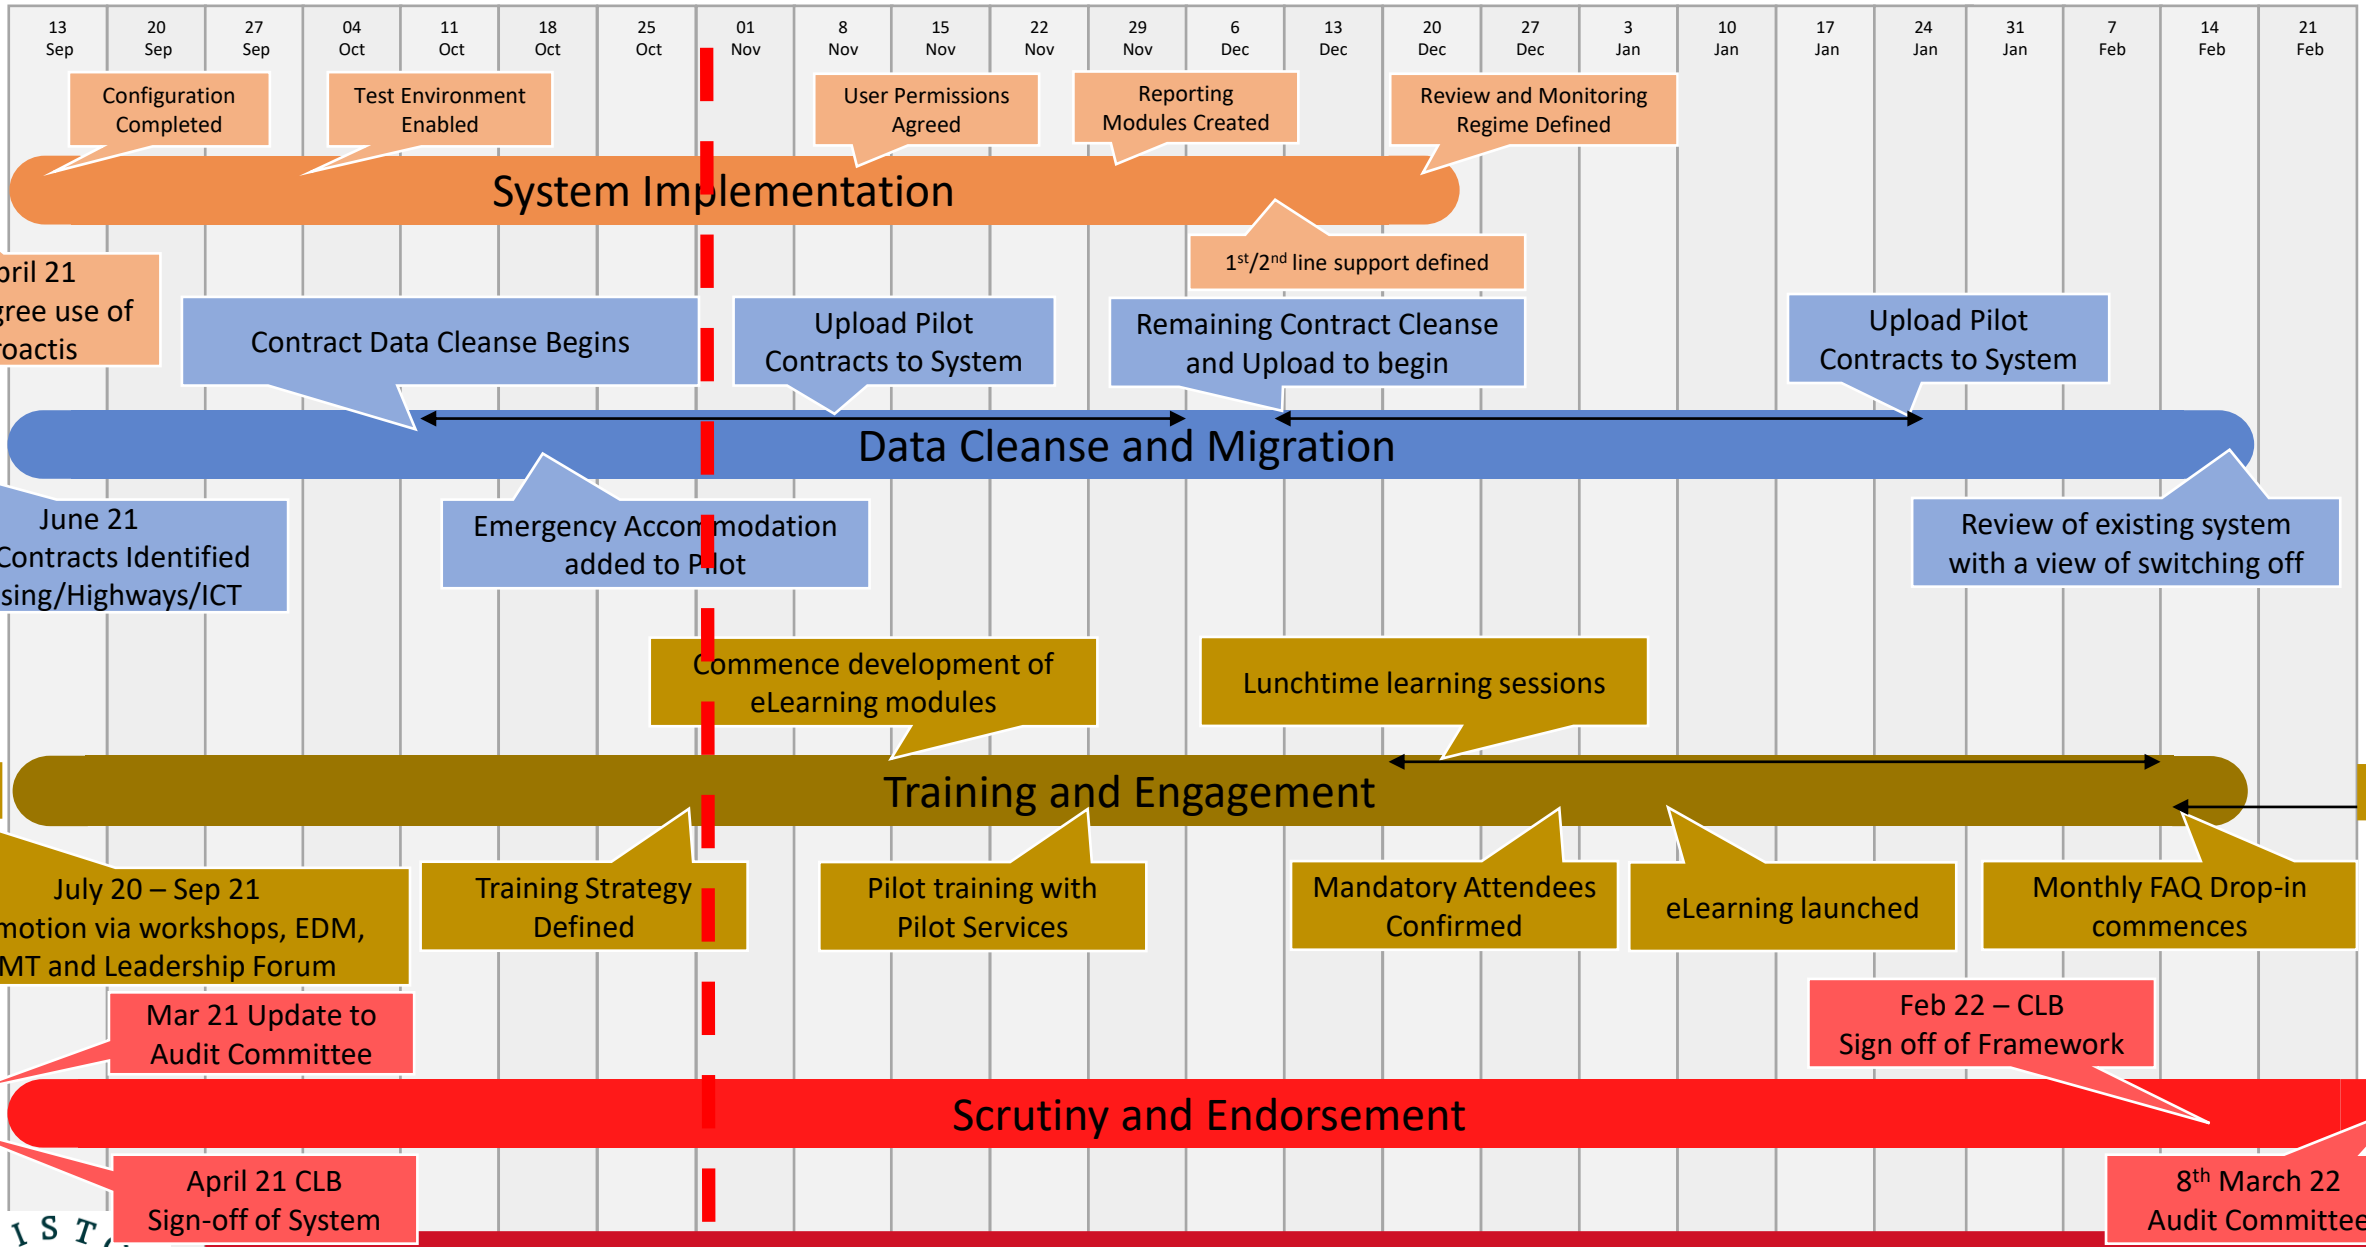 13 20 27 04 11 18 25 01 8 15 22 29 6 13 20 27 3 10 17 24 31 7 14 21
Sep Sep Sep Oct Oct Oct Oct Nov Nov Nov Nov Nov Dec Dec Dec Dec Jan Jan Jan Jan Jan Feb Feb Feb
Configuration
Completed
Test Environment
Enabled
User Permissions
Agreed
Reporting
Modules Created
Review and Monitoring
Regime Defined
System Implementation
1st/2nd line support defined
21
use of
Contract Data Cleanse Begins
Upload Pilot
Contracts to System
Remaining Contract Cleanse
and Upload to begin
Upload Pilot
Contracts to System
Data Cleanse and Migration
June 21
Contracts Identified
/Highways/ICT
Emergency Accommodation
added to Pilot
Review of existing system
with a view of switching off
Commence development of
eLearning modules
Lunchtime learning sessions
Training and Engagement
July 20 – Sep 21
via workshops, EDM,
and Leadership Forum
Training Strategy
Defined
Pilot training with
Pilot Services
Mandatory Attendees
Confirmed
eLearning launched
Monthly FAQ Drop-in
commences
Mar 21 Update to
Audit Committee
Feb 22 – CLB
Sign off of Framework
Scrutiny and Endorsement
April 21 CLB
Sign-off of System
8th March 22
Audit Committee